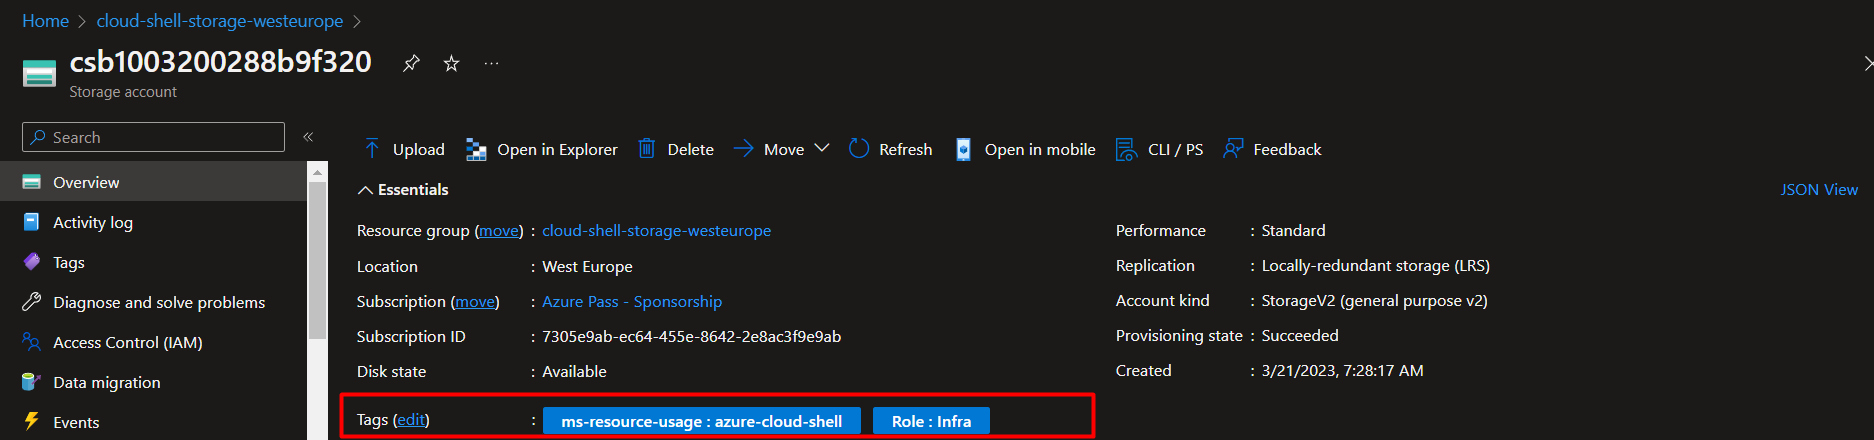 Home > cloud-shell-storage-westeurope >
csb1003200288b9f320
Storage account
Search
Overview
Activity log
Tags
Diagnose and solve problems
Access Control (IAM)
Data migration
Events
Upload Open in Explorer Delete Move Refresh Open in mobile CLI / PS Feedback
Essentials
JSON View
Resource group (move) : cloud-shell-storage-westeurope
Location : West Europe
Subscription (move) : Azure Pass - Sponsorship
Subscription ID : 7305e9ab-ec64-455e-8642-2e8ac3f9e9ab
Disk state : Available
Performance : Standard
Replication : Locally-redundant storage (LRS)
Account kind : StorageV2 (general purpose v2)
Provisioning state : Succeeded
Created : 3/21/2023, 7:28:17 AM
Tags (edit) : ms-resource-usage : azure-cloud-shell Role : Infra